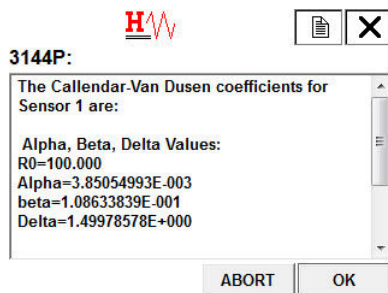 H
3144P:
The Callendar-Van Dusen coefficients for
Sensor 1 are:
Alpha, Beta, Delta Values:
R0=100.000
Alpha=3.85054993E-003
beta=1.08633839E-001
Delta=1.49978578E+000
ABORT
OK